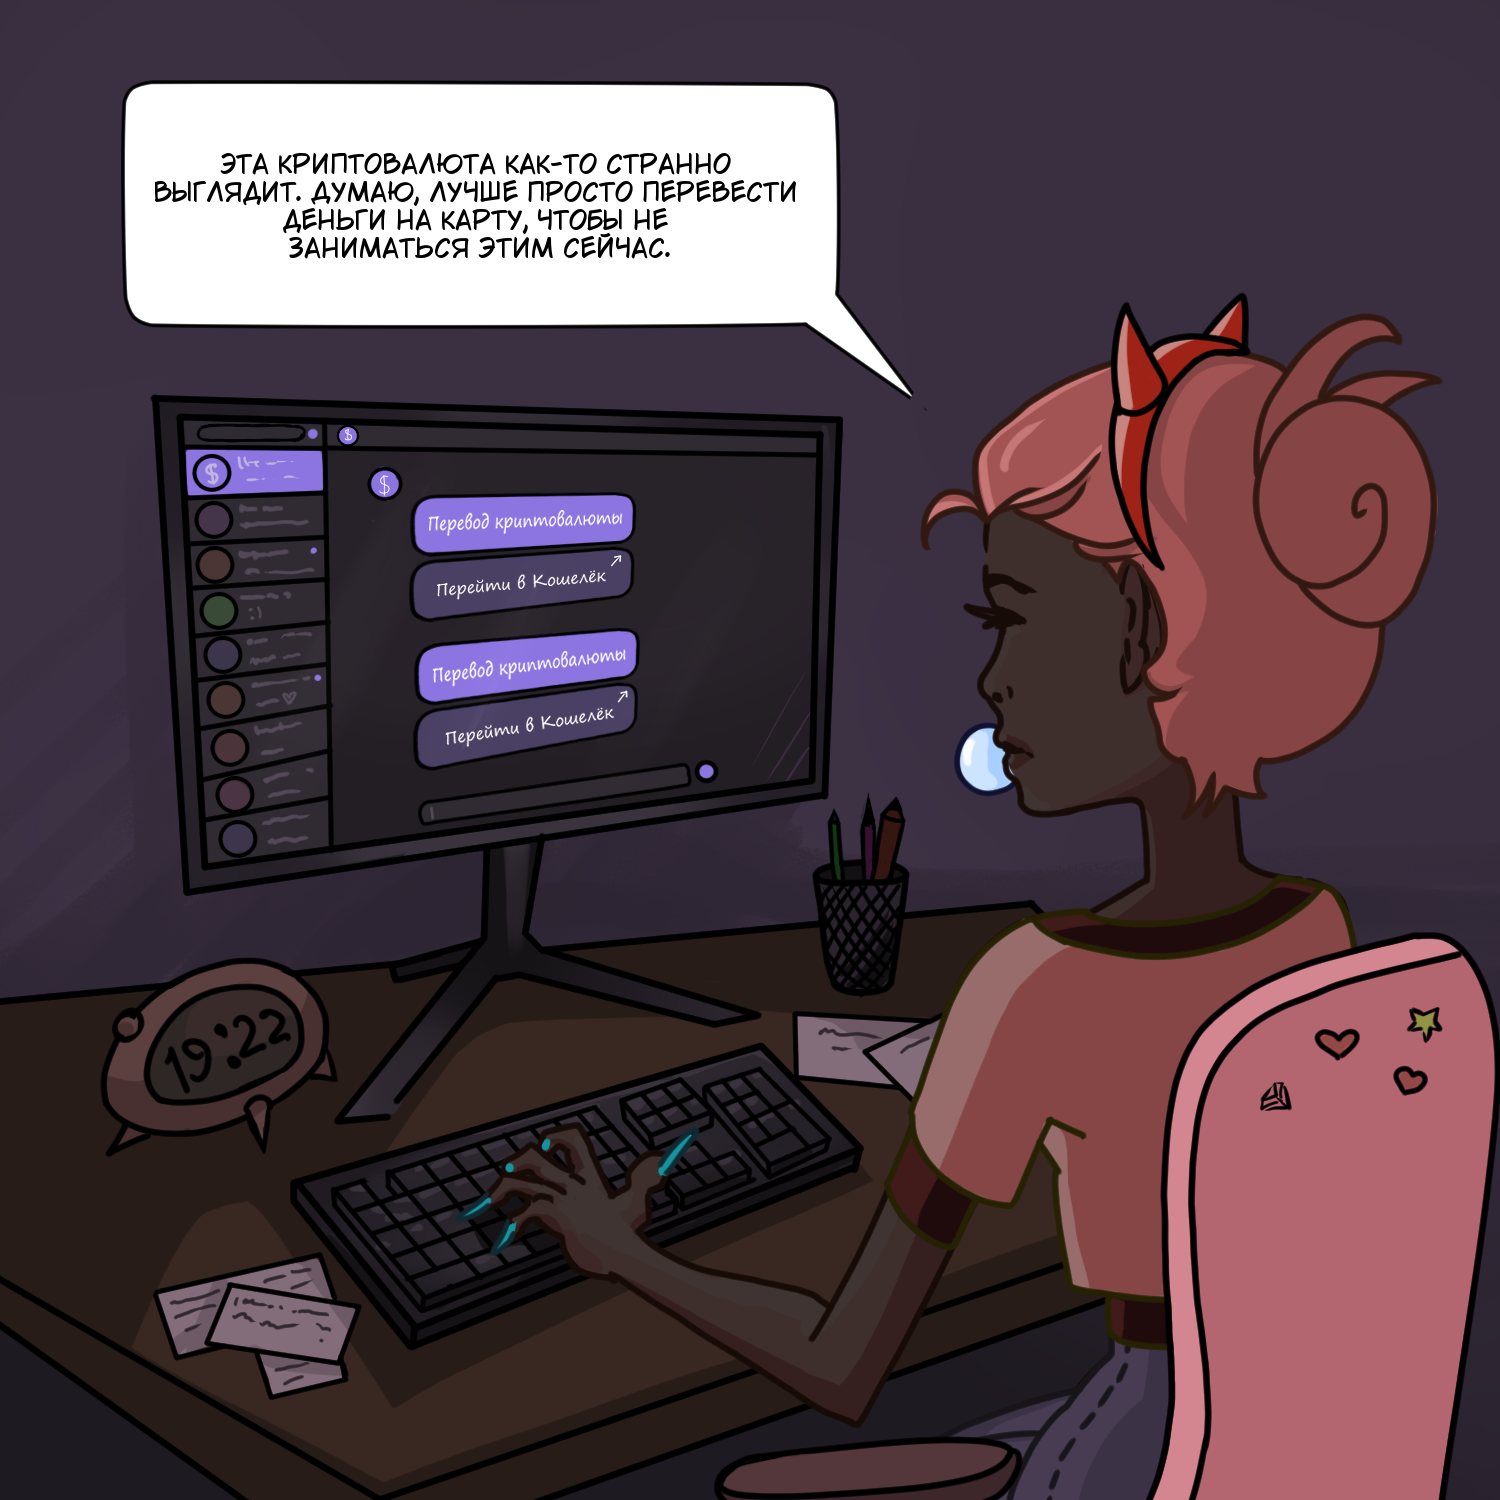 ЭТА КРИПТОВАЛЮТА КАК-ТО СТРАННО
ВЫГЛЯДИТ. ДУМАЮ, ЛУЧШЕ ПРОСТО ПЕРЕВЕСТИ
ДЕНЬГИ НА КАРТУ, ЧТОБЫ НЕ
ЗАНИМАТЬСЯ ЭТИМ СЕЙЧАС.
$
$
$
Перевод криптовалюты
Перейти в Кошелёк
Перевод криптовалюты
Перейти в Кошелёк
:)
19:22